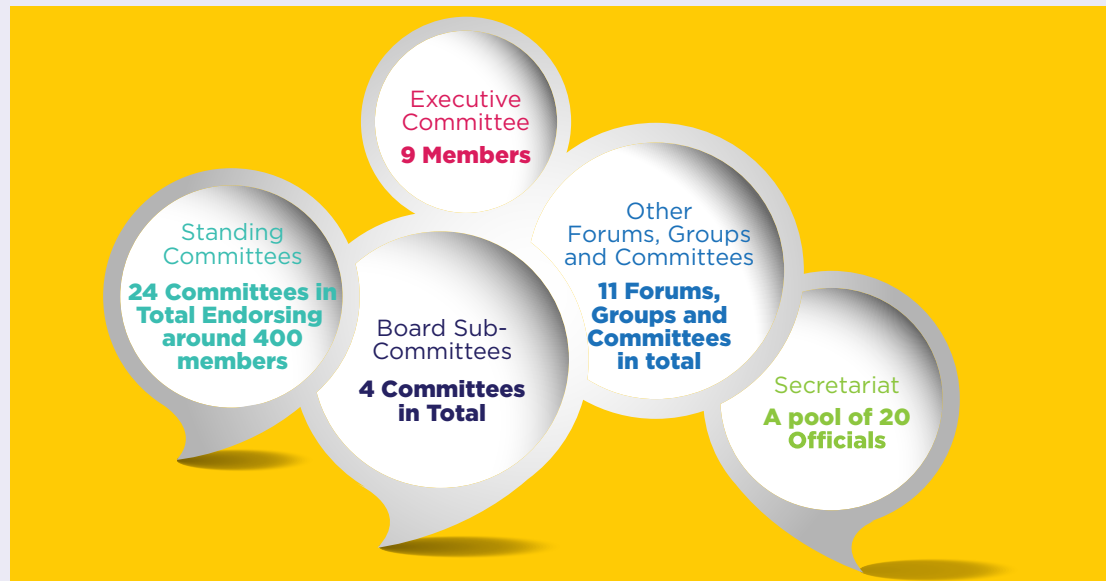 Executive
Committee
9 Members
Standing
Committees
24 Committees in
Total Endorsing
around 400
members
Board Sub-
Committees
4 Committees
in Total
Other
Forums, Groups
and Committees
11 Forums,
Groups and
Committees
in total
Secretariat
A pool of 20
Officials